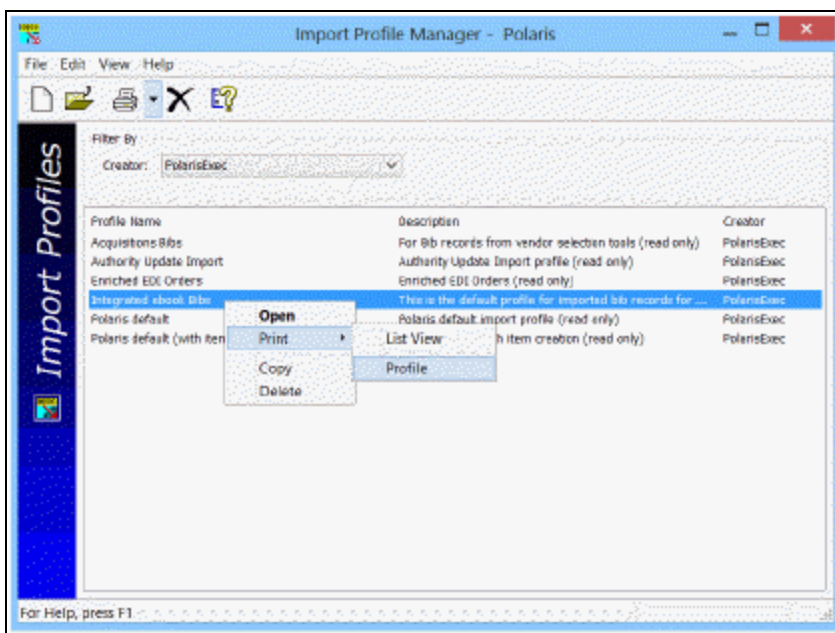 Import Profile Manager - Polaris
File Edit View Help
Import Profiles
Filter By
Creator: PolarisExec
Profile Name Description Creator
Acquisitions Bibs For Bib records from vendor selection tools (read only) PolarisExec
Authority Update Import Authority Update Import profile (read only) PolarisExec
Enriched EDI Orders Enriched EDI Orders (read only) PolarisExec
Integrated ebook Bibs This is the default profile for imported bib records for .... PolarisExec
Polaris default Polaris default import profile (read only) PolarisExec
Polaris default (with iten h item creation (read only) PolarisExec
Open
Print
Copy
Delete
List View
Profile
For Help, press F1